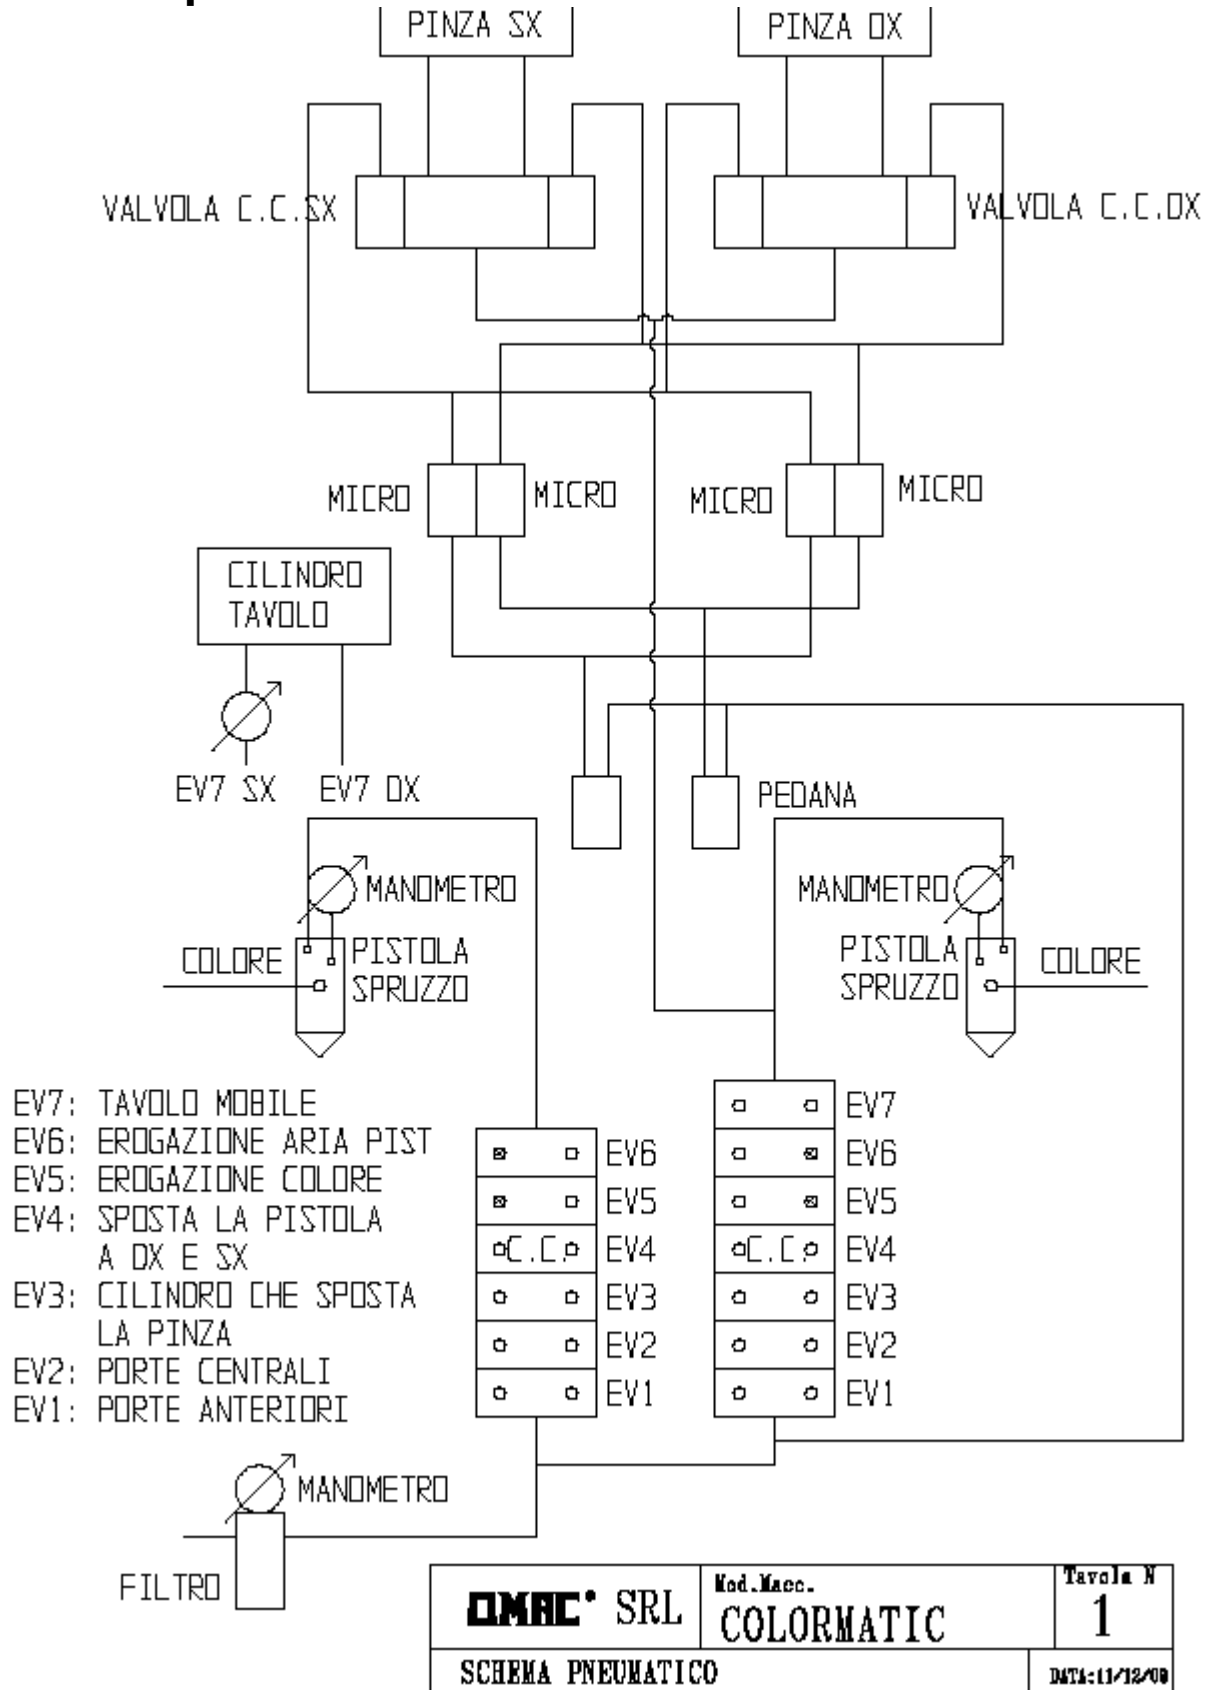 PINZA SX
PINZA DX
VALVOLA C.C.SX
VALVOLA C.C.DX
MICRO
MICRO
MICRO
MICRO
CILINDRO
TAVOLO
EV7 SX
EV7 DX
PEDANA
MANOMETRO
MANOMETRO
COLORE
PISTOLA
SPRUZZO
PISTOLA
SPRUZZO
COLORE
EV7: TAVOLO MOBILE
EV6: EROGAZIONE ARIA PIST
EV5: EROGAZIONE COLORE
EV4: SPOSTA LA PISTOLA
A DX E SX
EV3: CILINDRO CHE SPOSTA
LA PINZA
EV2: PORTE CENTRALI
EV1: PORTE ANTERIORI
EV6
EV5
C.C. EV4
EV3
EV2
EV1
EV7
EV6
EV5
C.C. EV4
EV3
EV2
EV1
MANOMETRO
FILTRO
OMAC SRL
Mod.Macc.
COLORMATIC
Tavola N
1
SCHEMA PNEUMATICO
DATA:11/12/00